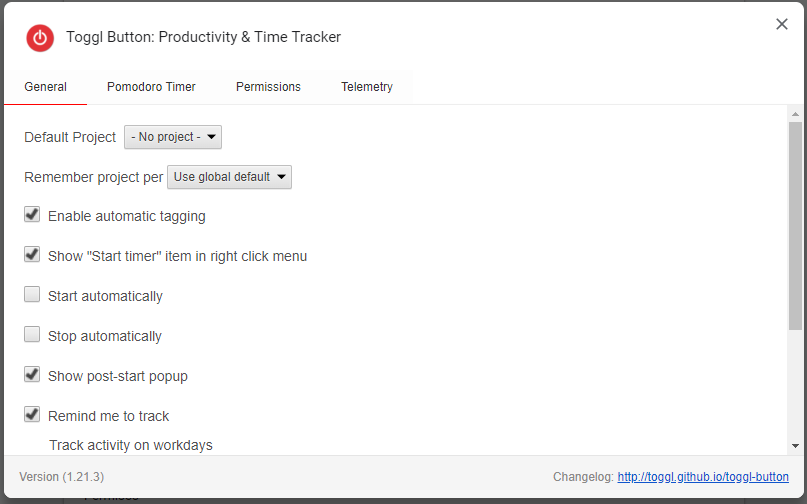 Toggl Button: Productivity & Time Tracker
General Pomodoro Timer Permissions Telemetry
Default Project - No project -
Remember project per Use global default
Enable automatic tagging
Show "Start timer" item in right click menu
Start automatically
Stop automatically
Show post-start popup
Remind me to track
Track activity on workdays
Version (1.21.3) Changelog: http://toggl.github.io/toggl-button